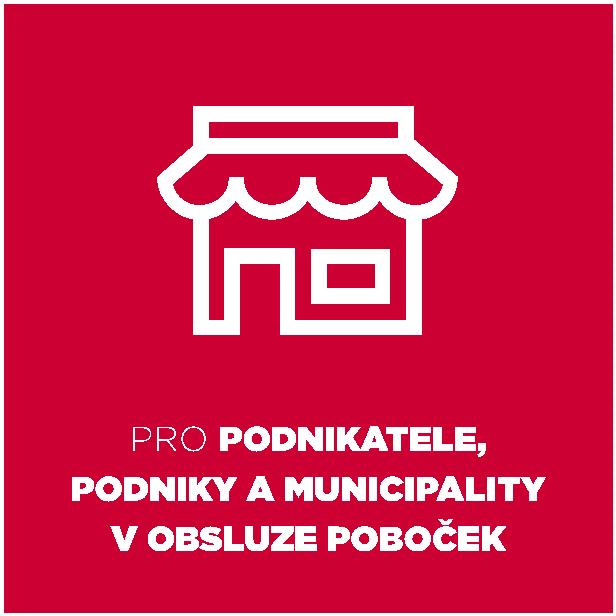 PRO PODNIKATELE,
PODNIKY A MUNICIPALITY
V OBSLUZE POBOČEK